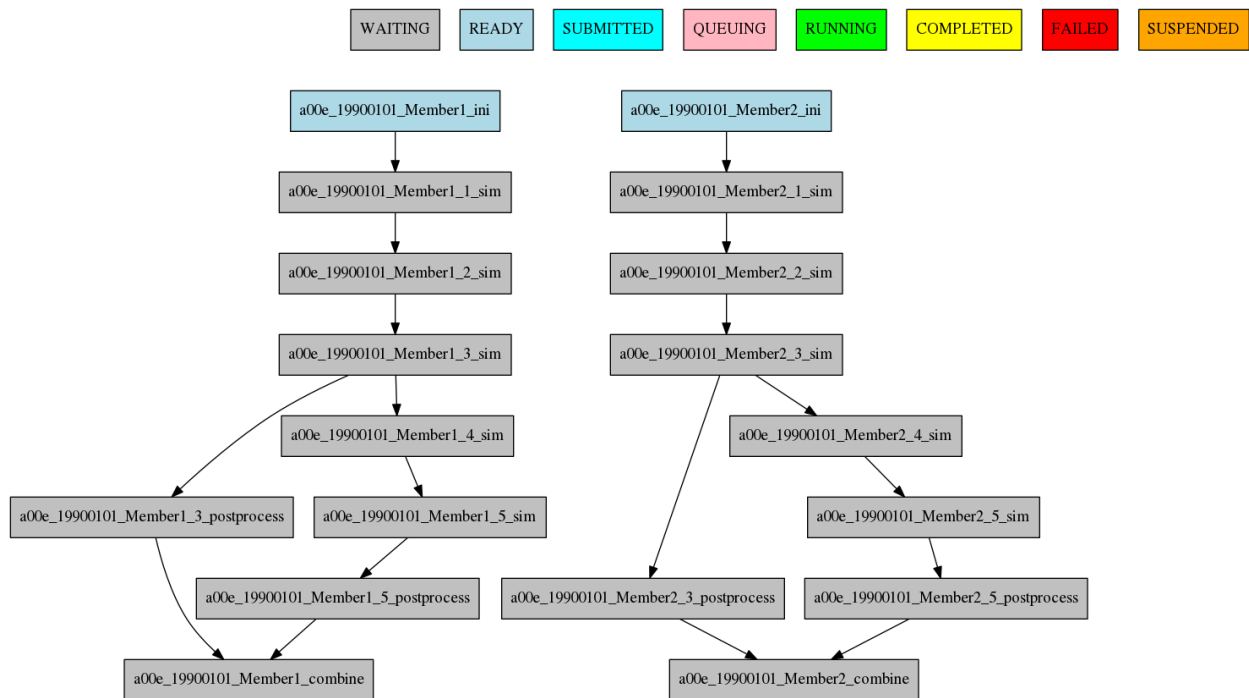 WAITING READY SUBMITTED QUEUING RUNNING COMPLETED FAILED SUSPENDED
a00e_19900101_Member1_ini a00e_19900101_Member2_ini
a00e_19900101_Member1_1_sim a00e_19900101_Member2_1_sim
a00e_19900101_Member1_2_sim a00e_19900101_Member2_2_sim
a00e_19900101_Member1_3_sim a00e_19900101_Member2_3_sim
a00e_19900101_Member1_4_sim a00e_19900101_Member2_4_sim
a00e_19900101_Member1_3_postprocess a00e_19900101_Member1_5_sim a00e_19900101_Member2_5_sim
a00e_19900101_Member1_5_postprocess a00e_19900101_Member2_3_postprocess a00e_19900101_Member2_5_postprocess
a00e_19900101_Member1_combine a00e_19900101_Member2_combine